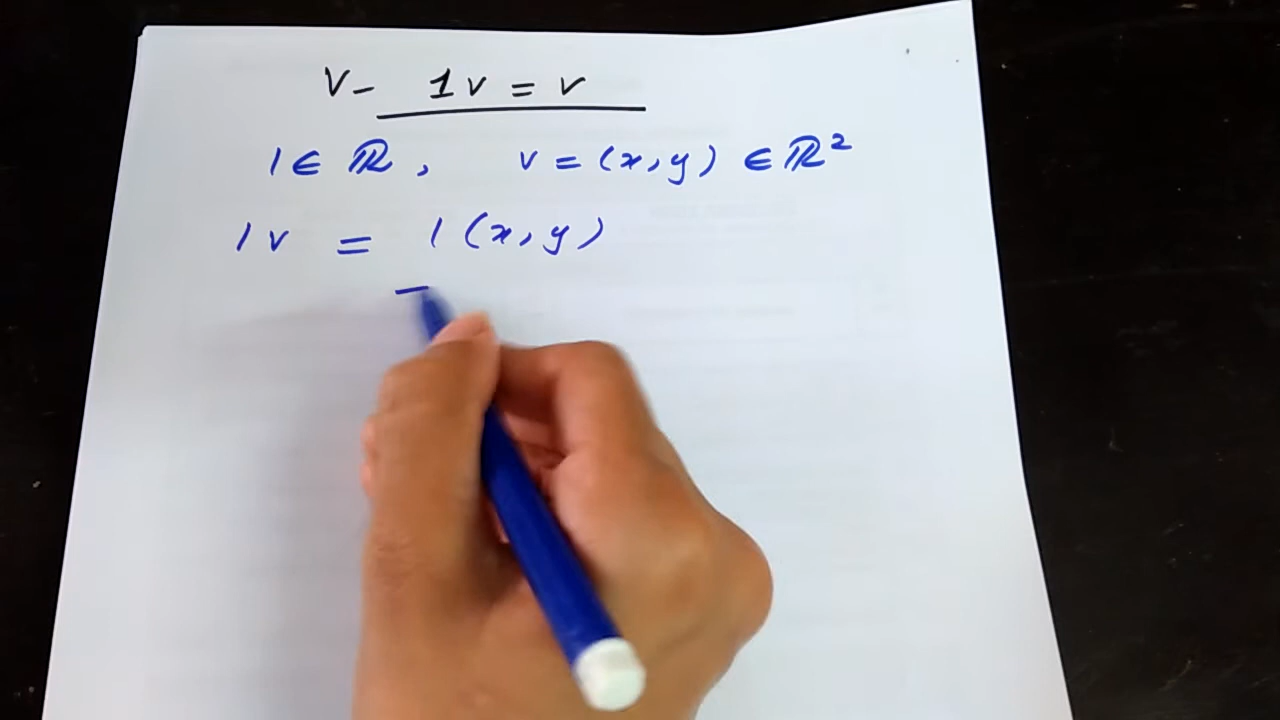 V- 1v = v
1 ∈ ℝ, v = (x, y) ∈ ℝ²
1v = 1(x, y)